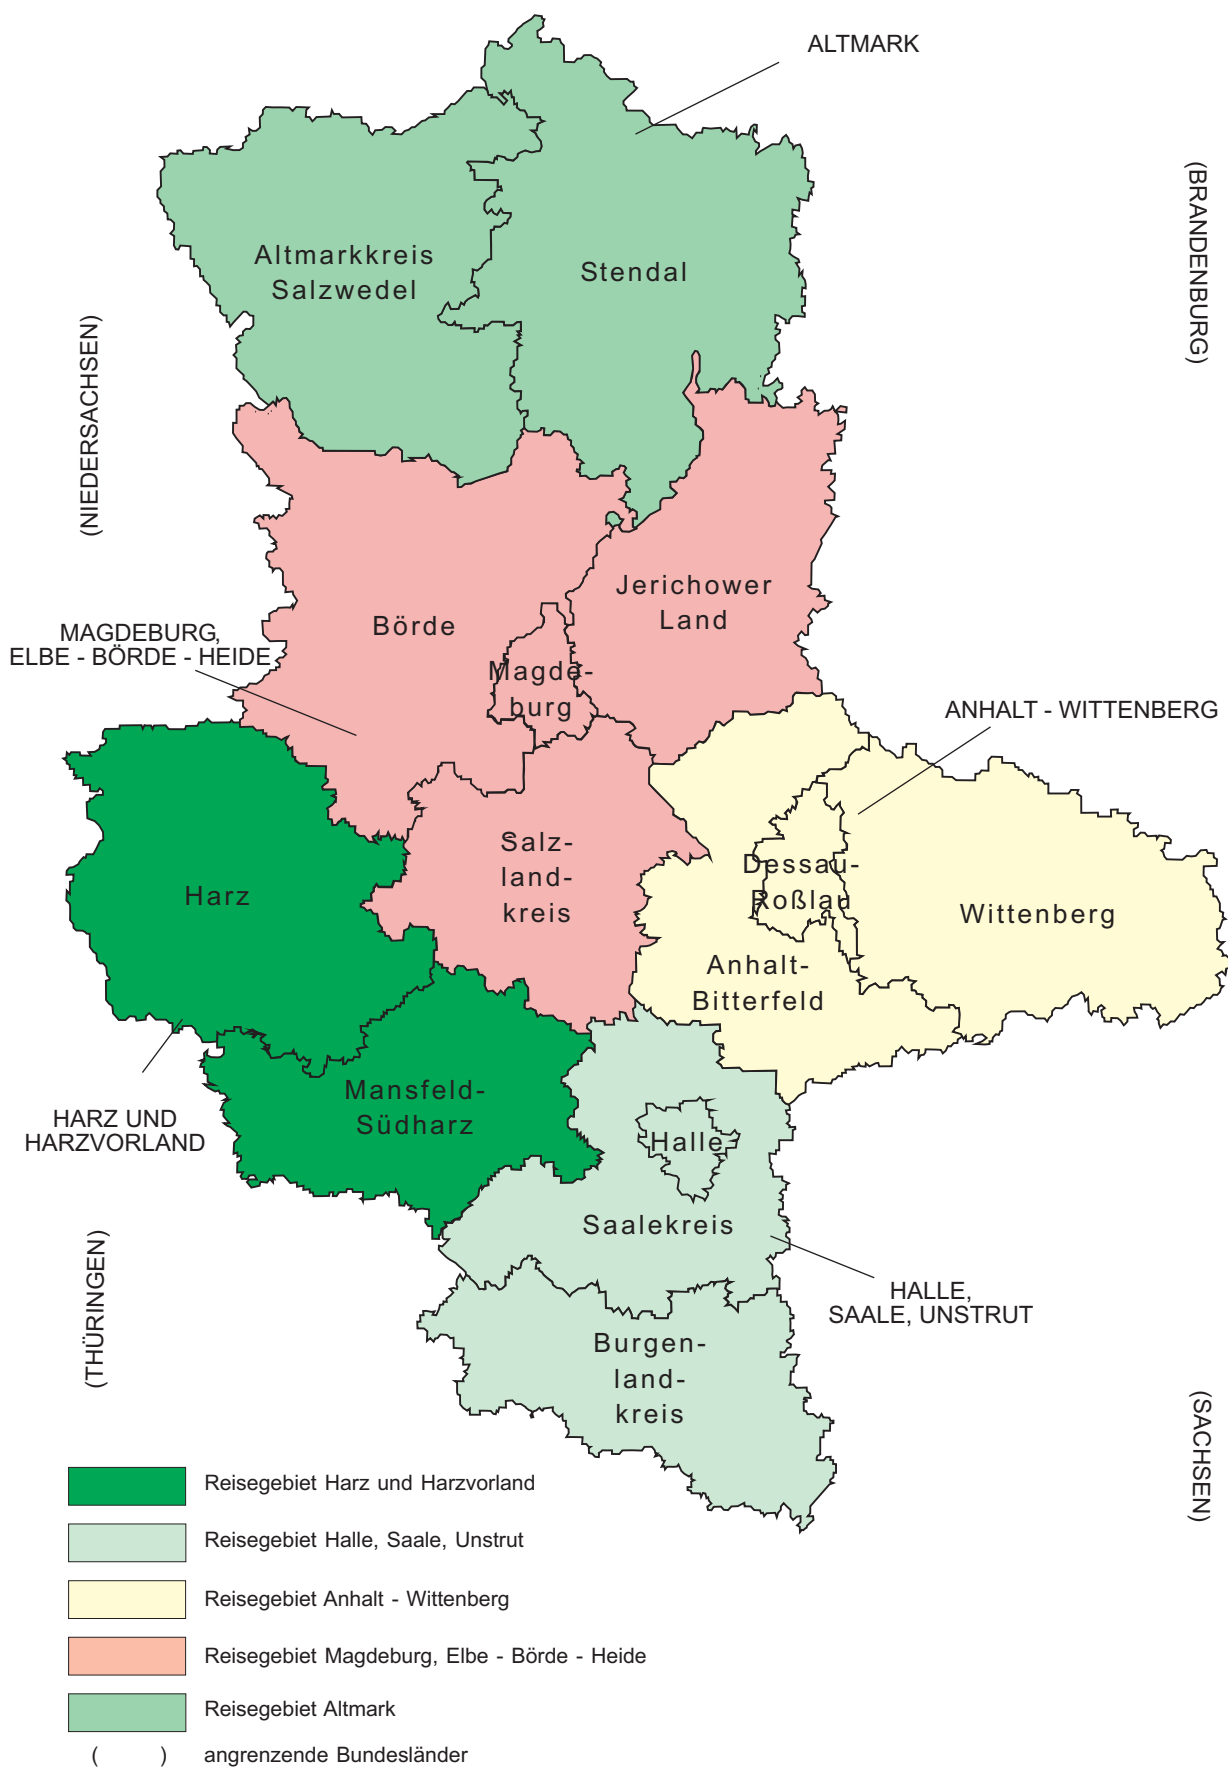 ALTMARK
(BRANDENBURG)
Altmarkkreis
Salzwedel
Stendal
(NIEDERSACHSEN)
Jerichower
Land
Börde
MAGDEBURG,
ELBE - BÖRDE - HEIDE
Magde-
burg
ANHALT - WITTENBERG
Salz-
land-
kreis
Dessau-
Roßlau
Harz
Wittenberg
Anhalt-
Bitterfeld
Mansfeld-
Südharz
HARZ UND
HARZVORLAND
Halle
Saalekreis
(THÜRINGEN)
HALLE,
SAALE, UNSTRUT
Burgen-
land-
kreis
(SACHSEN)
Reisegebiet Harz und Harzvorland
Reisegebiet Halle, Saale, Unstrut
Reisegebiet Anhalt - Wittenberg
Reisegebiet Magdeburg, Elbe - Börde - Heide
Reisegebiet Altmark
( ) angrenzende Bundesländer